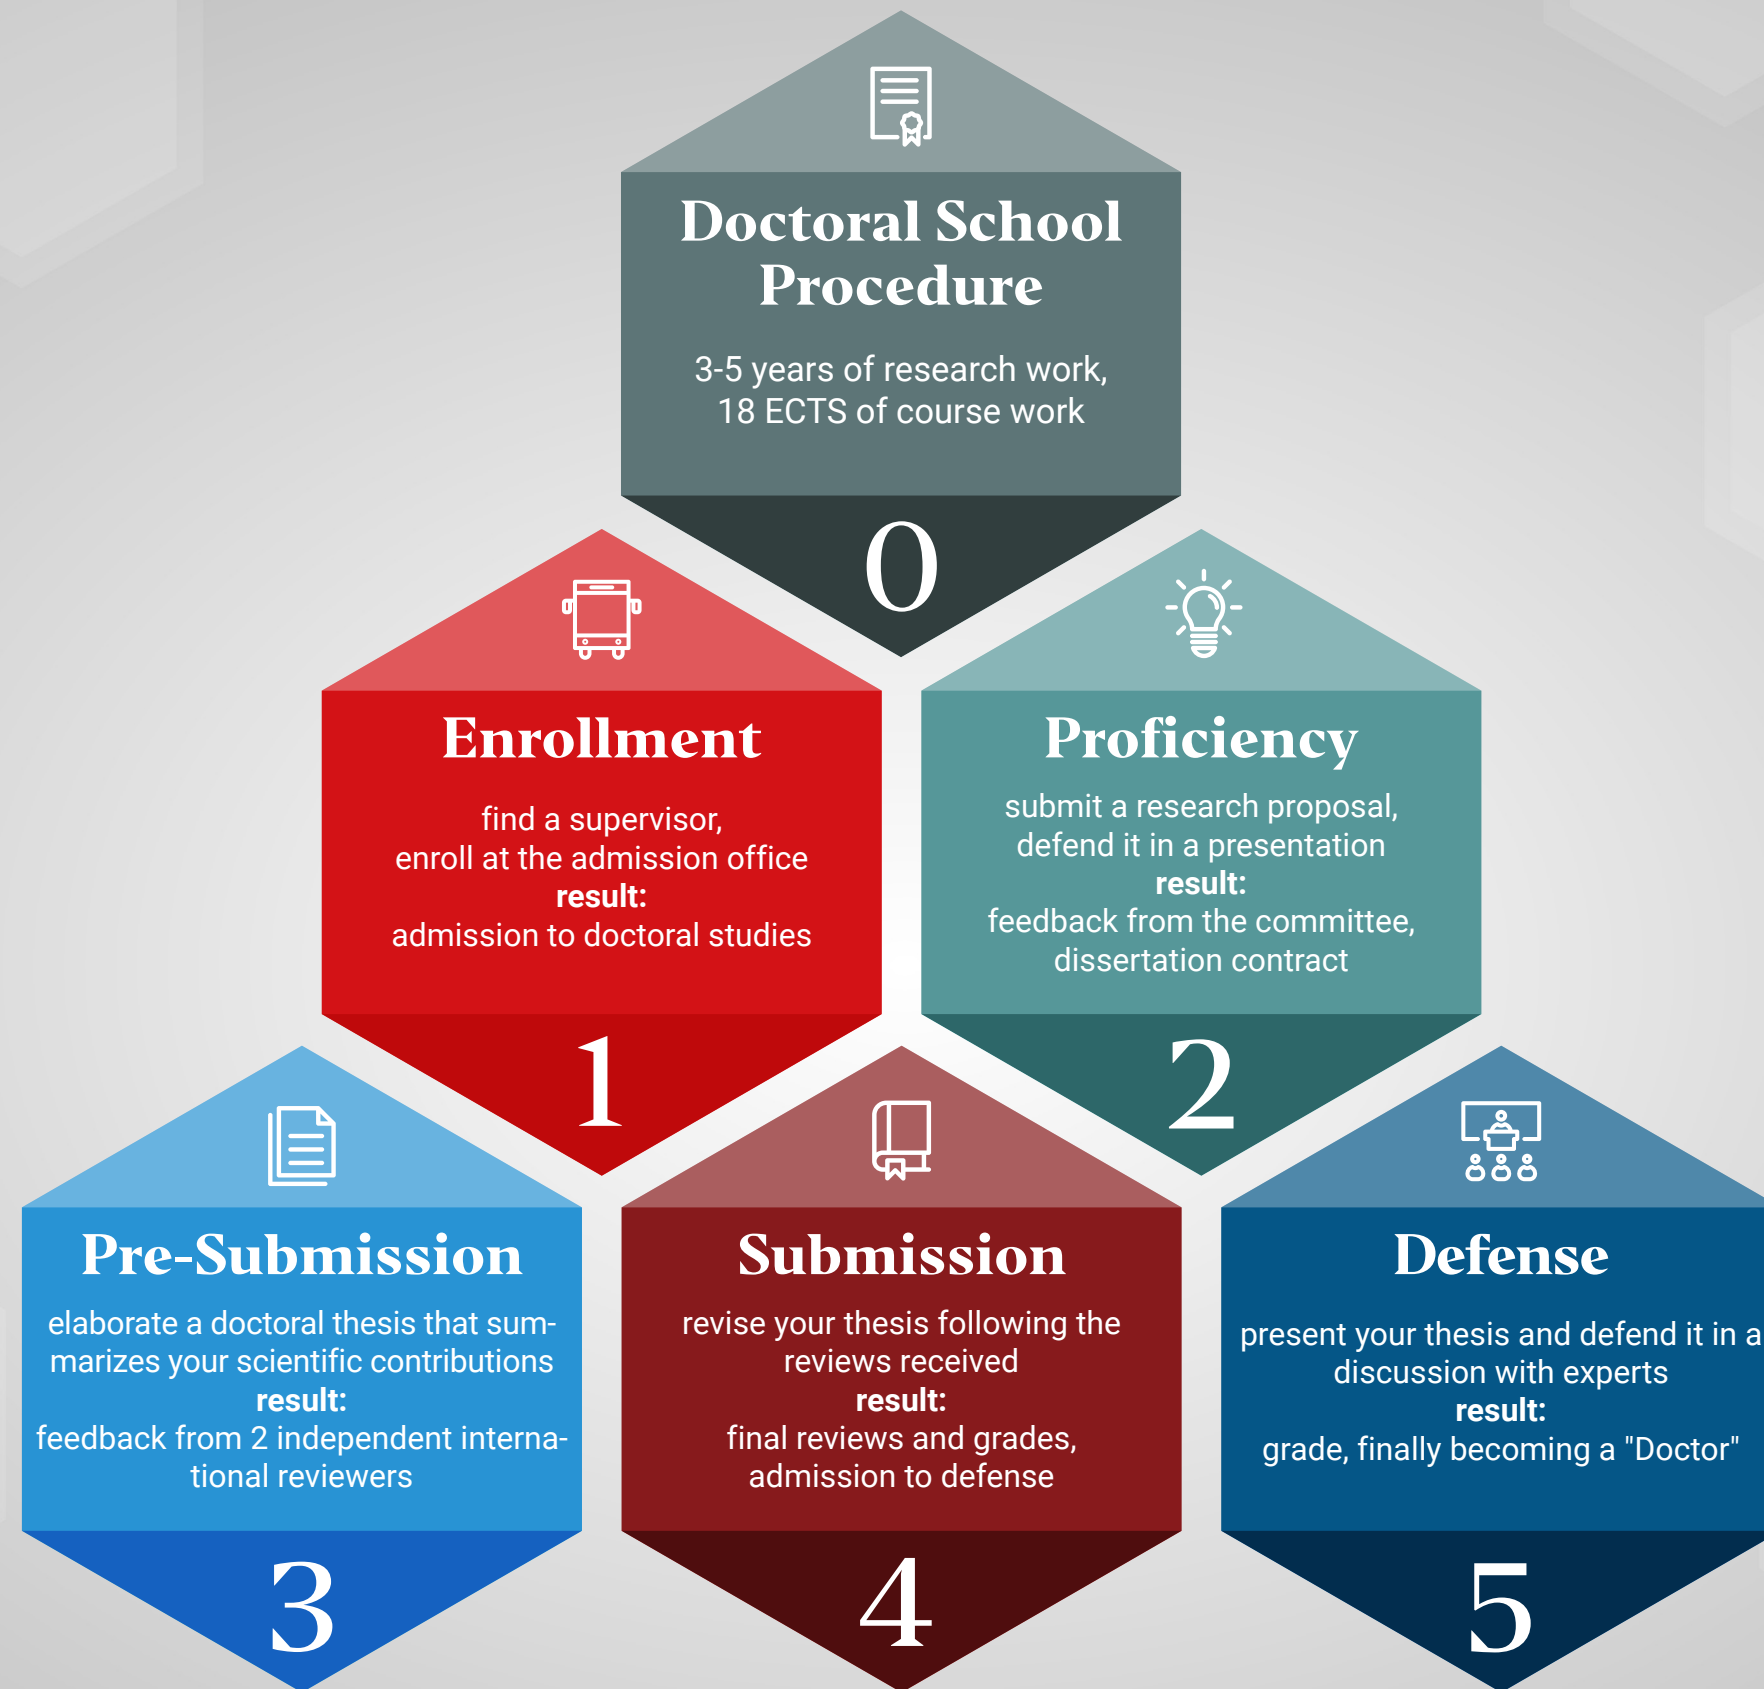 Doctoral School
Procedure
3-5 years of research work,
18 ECTS of course work
0
Enrollment
find a supervisor,
enroll at the admission office
result:
admission to doctoral studies
1
Proficiency
submit a research proposal,
defend it in a presentation
result:
feedback from the committee,
dissertation contract
2
Pre-Submission
elaborate a doctoral thesis that sum-
marizes your scientific contributions
result:
feedback from 2 independent interna-
tional reviewers
3
Submission
revise your thesis following the
reviews received
result:
final reviews and grades,
admission to defense
4
Defense
present your thesis and defend it in a
discussion with experts
result:
grade, finally becoming a "Doctor"
5